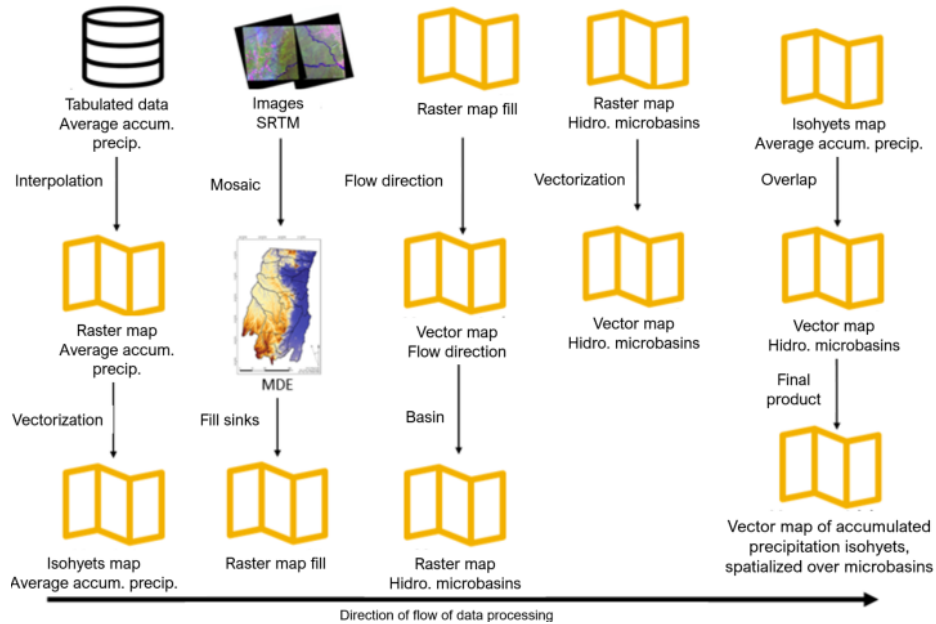 Tabulated data
Average accum.
precip.
Interpolation
Raster map
Average accum.
precip.
Vectorization
Isohyets map
Average accum. precip.
Images
SRTM
Mosaic
MDE
Fill sinks
Raster map fill
Raster map fill
Flow direction
Vector map
Flow direction
Basin
Raster map
Hidro. microbasins
Raster map
Hidro. microbasins
Vectorization
Vector map
Hidro. microbasins
Isohyets map
Average accum. precip.
Overlap
Vector map
Hidro. microbasins
Final
product
Vector map of accumulated
precipitation isohyets,
spatialized over microbasins
Direction of flow of data processing